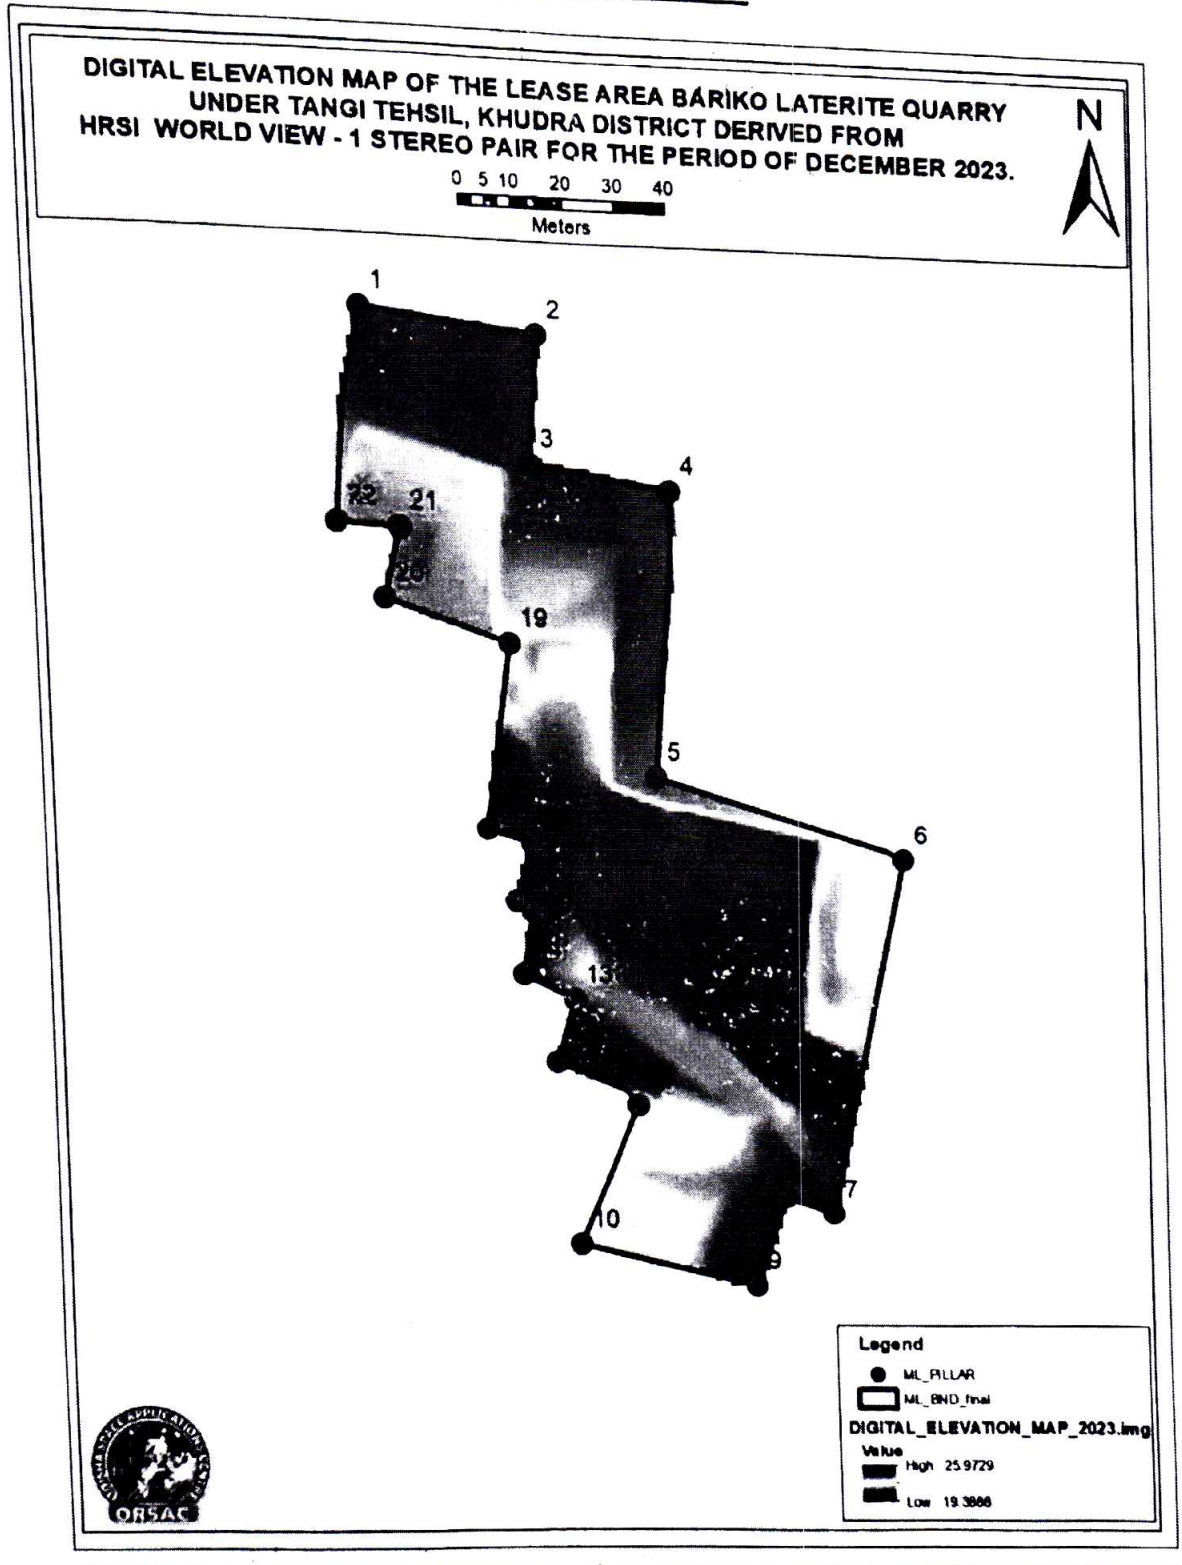 DIGITAL ELEVATION MAP OF THE LEASE AREA BARIKO LATERITE QUARRY
UNDER TANGI TEHSIL, KHUDRA DISTRICT DERIVED FROM
HRSI WORLD VIEW - 1 STEREO PAIR FOR THE PERIOD OF DECEMBER 2023.
N
0 5 10 20 30 40
Meters
1
2
3
4
22
21
20
19
5
6
13
7
10
9
Legend
ML_PILLAR
ML_BND_final
DIGITAL_ELEVATION_MAP_2023.img
Value
High 25.9729
Low
ORSAC